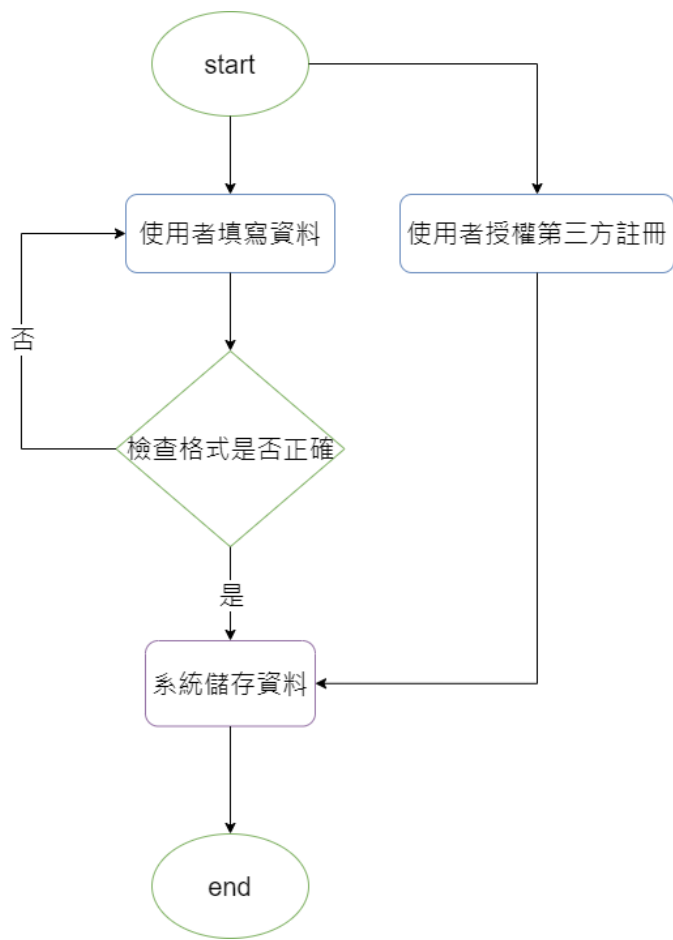 start
使用者填寫資料
使用者授權第三方註冊
否
檢查格式是否正確
是
系統儲存資料
end